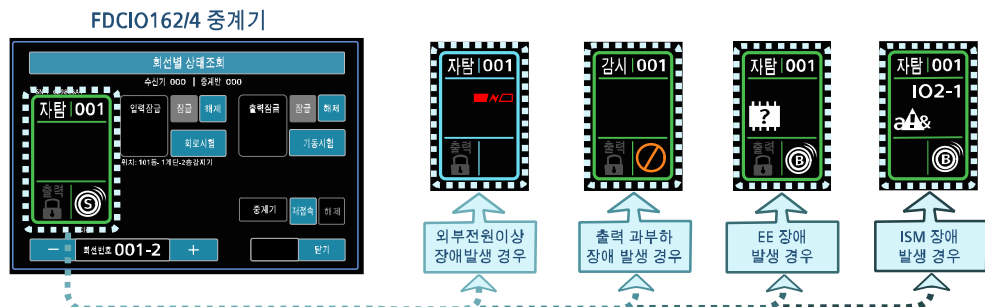 FDCIO162/4 중계기
회선별 상태조회
수신기 000 | 중계반 000
자탐 001
출력
S
입력잠금
잠금 해제
회로시험
출력잠금
잠금 해제
기동시험
위치: 101동- 1계단-2층감지기
중계기
재접속 해제
− 회선번호 001-2 +
닫기
자탐 001
출력
외부전원이상
장애발생 경우
감시 001
출력
출력 과부하
장애 발생 경우
자탐 001
?
출력
B
EE 장애
발생 경우
자탐 001
IO2-1
a &
B
ISM 장애
발생 경우